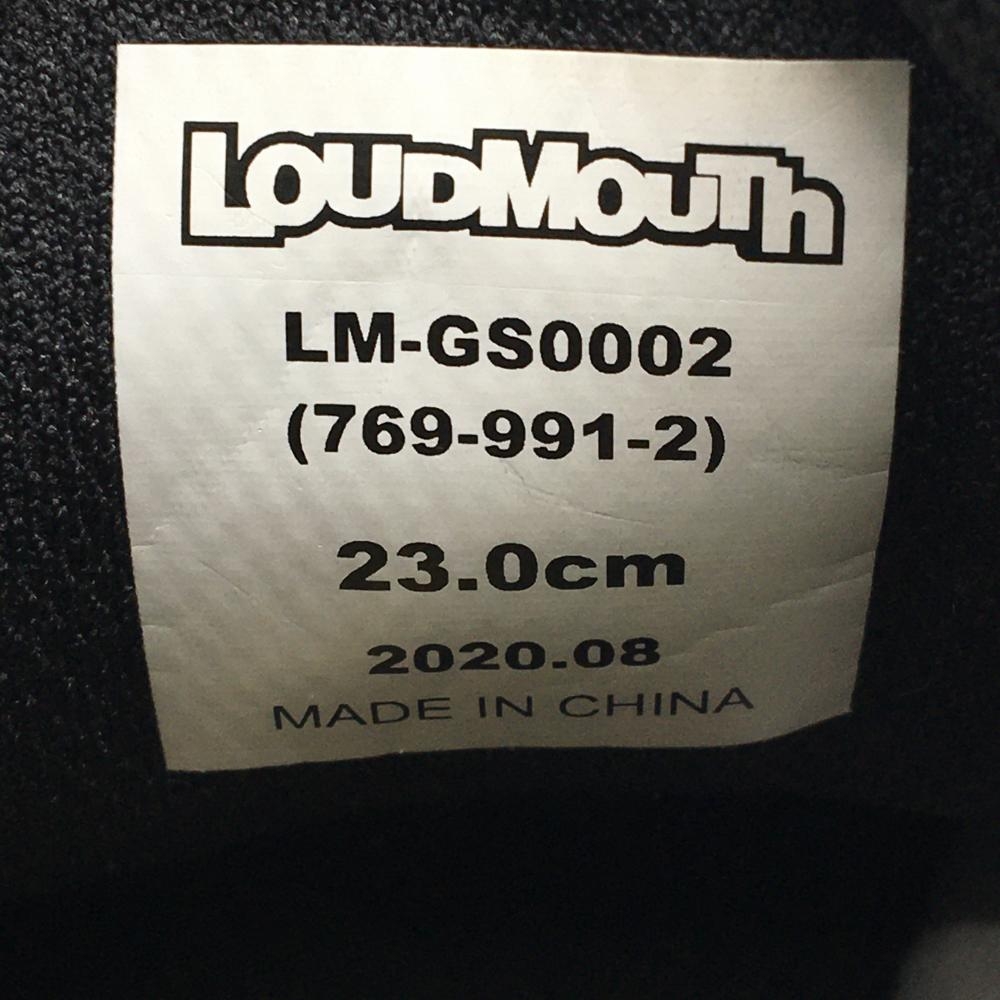 LOUDMOUTh
LM-GS0002
(769-991-2)
23.0cm
2020.08
MADE IN CHINA